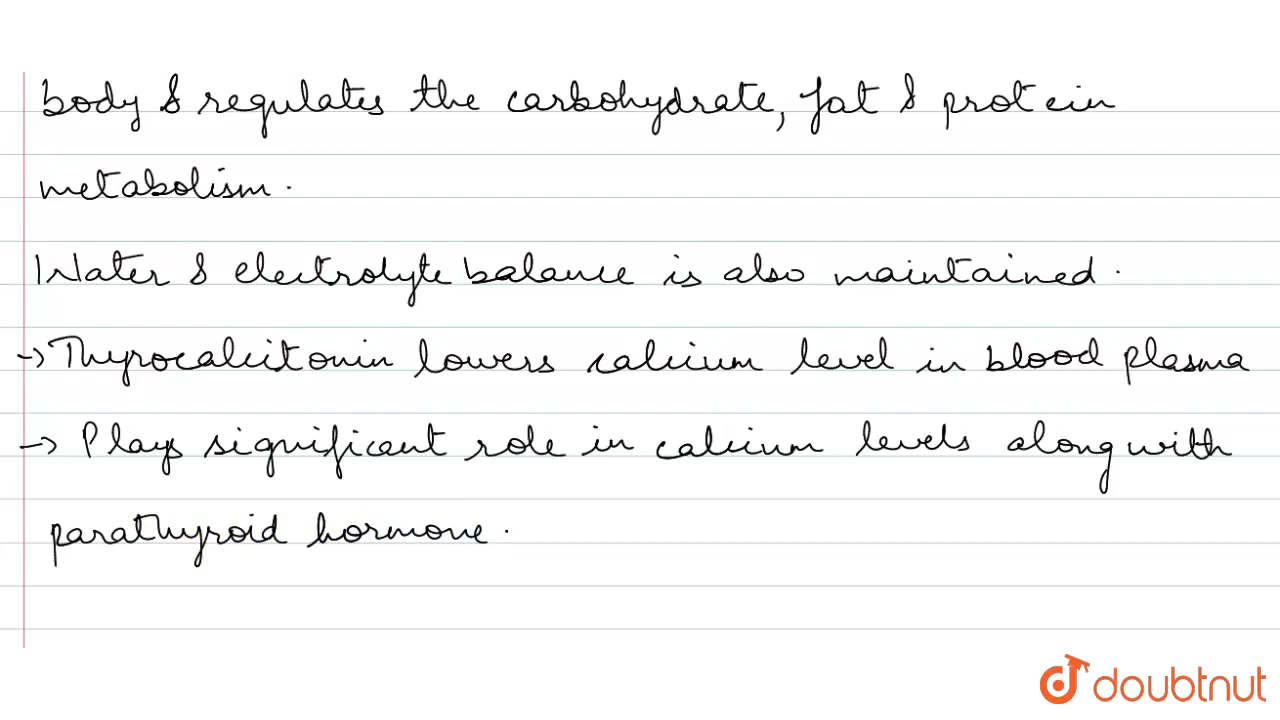 body & regulates the carbohydrate, fat & protein
metabolism.
Water & electrolyte balance is also maintained.
→ Thyrocalcitonin lowers calcium level in blood plasma
→ Plays significant role in calcium levels along with
parathyroid hormone.
doubtnut